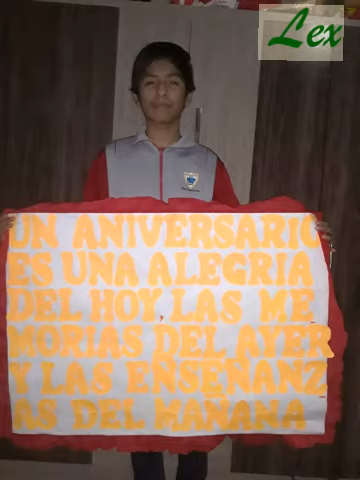 Lex
UN ANIVERSARIO
ES UNA ALEGRIA
DEL HOY, LAS ME
MORIAS DEL AYER
Y LAS ENSEÑANZ
AS DEL MAÑANA